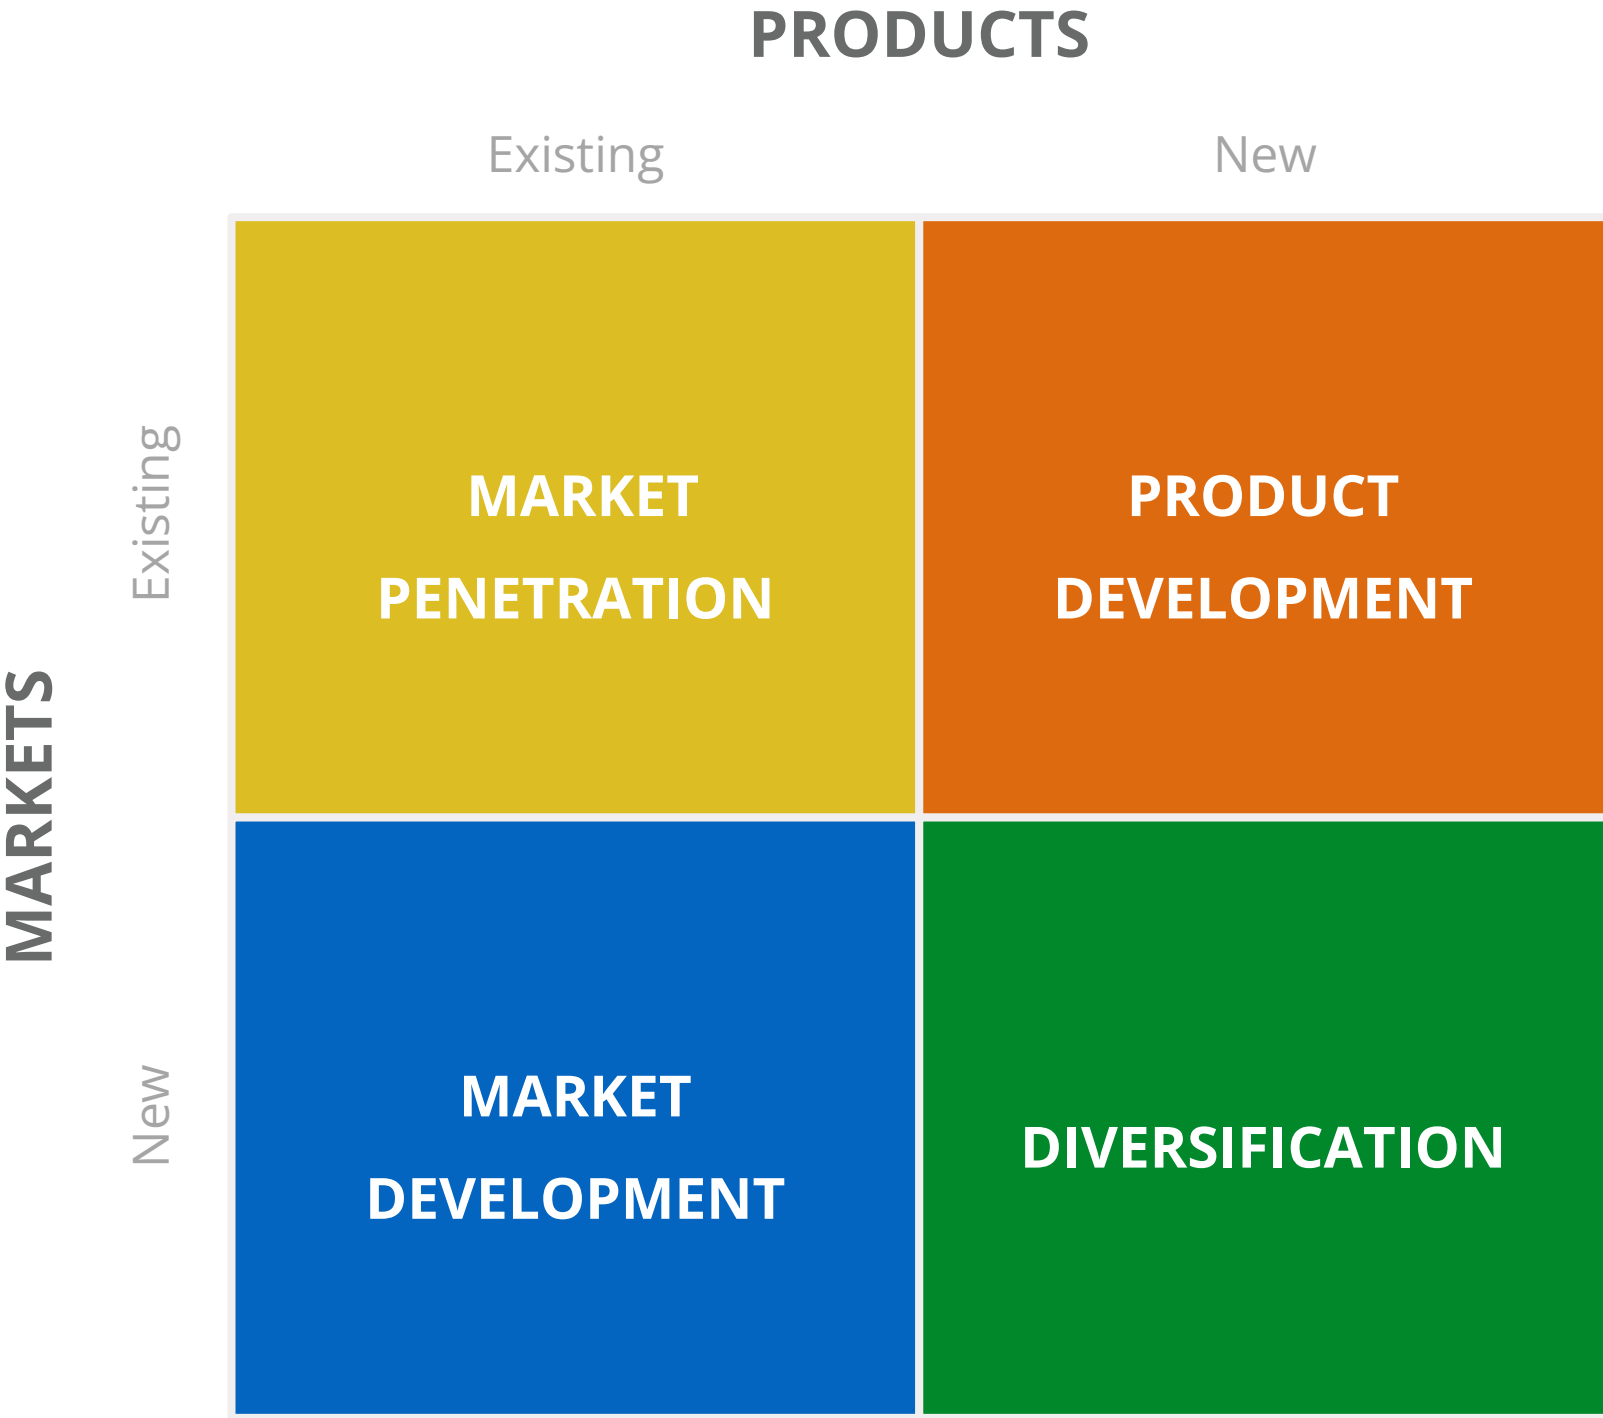 PRODUCTS
Existing
New
MARKETS
Existing
MARKET
PENETRATION
PRODUCT
DEVELOPMENT
New
MARKET
DEVELOPMENT
DIVERSIFICATION